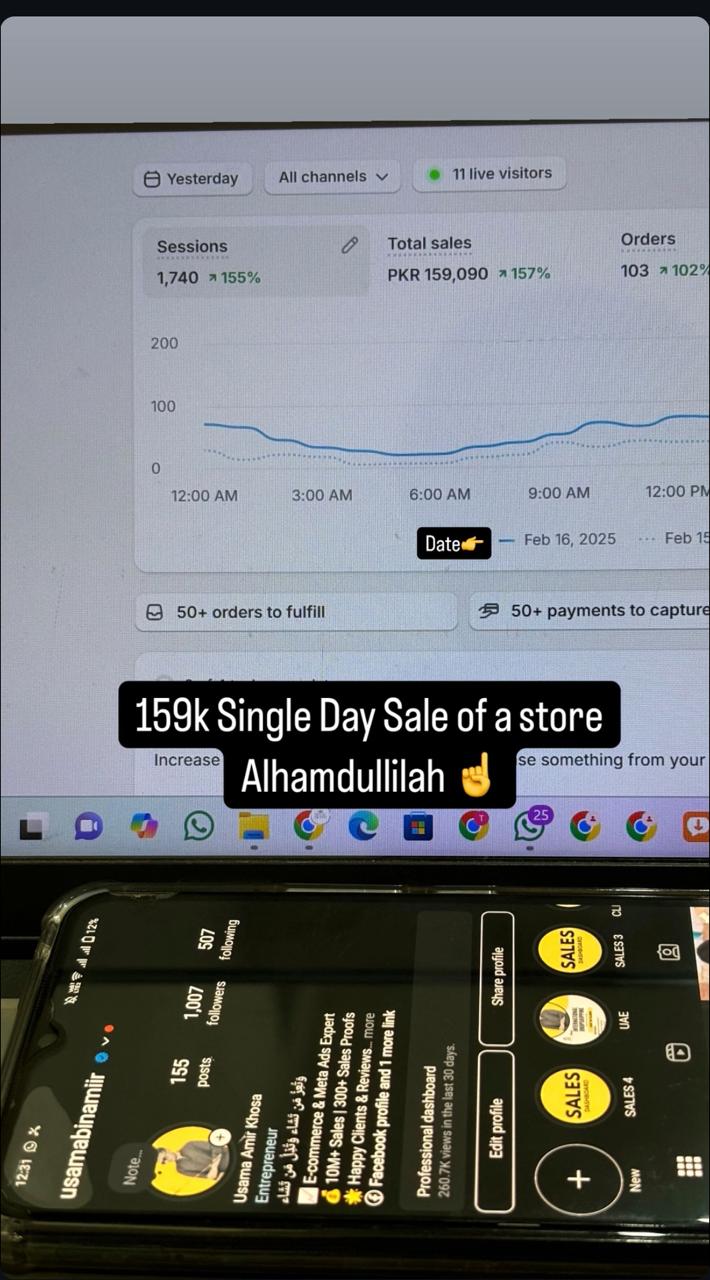 Yesterday
All channels
11 live visitors
Sessions
Total sales
Orders
1,740 ↗ 155%
PKR 159,090 ↗ 157%
103 ↗ 102%
200
100
0
12:00 AM
3:00 AM
6:00 AM
9:00 AM
12:00 PM
Date👉
Feb 16, 2025
Feb 15
50+ orders to fulfill
50+ payments to capture
159k Single Day Sale of a store
Alhamdullilah ☝️
Increase
se something from your
25
12:31
12%
usamabinamiir
Note...
155
posts
1,007
followers
507
following
Usama Amir Khosa
Entrepreneur
وَتُعِزُّ مَن تَشَاءُ وَتُذِلُّ مَن تَشَاءُ
E-commerce & Meta Ads Expert
💰 10M+ Sales | 300+ Sales Proofs
🌟 Happy Clients & Reviews... more
Facebook profile and 1 more link
Professional dashboard
260.7K views in the last 30 days.
Edit profile
Share profile
New
SALES
DASHBOARD
SALES 4
UAE
SALES
DASHBOARD
SALES 3
CLI